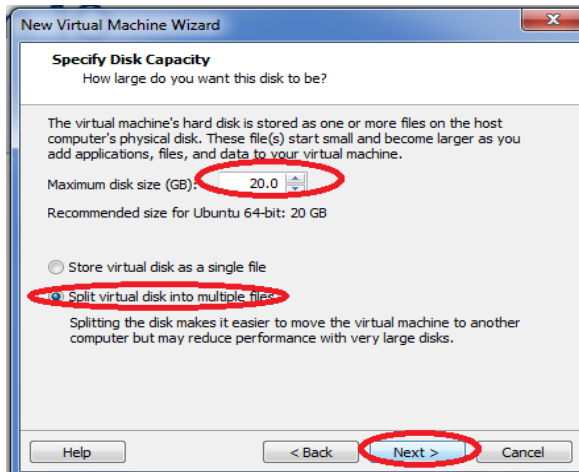 New Virtual Machine Wizard
Specify Disk Capacity
How large do you want this disk to be?
The virtual machine's hard disk is stored as one or more files on the host
computer's physical disk. These file(s) start small and become larger as you
add applications, files, and data to your virtual machine.
Maximum disk size (GB): 20.0
Recommended size for Ubuntu 64-bit: 20 GB
Store virtual disk as a single file
Split virtual disk into multiple files
Splitting the disk makes it easier to move the virtual machine to another
computer but may reduce performance with very large disks.
Help < Back Next > Cancel